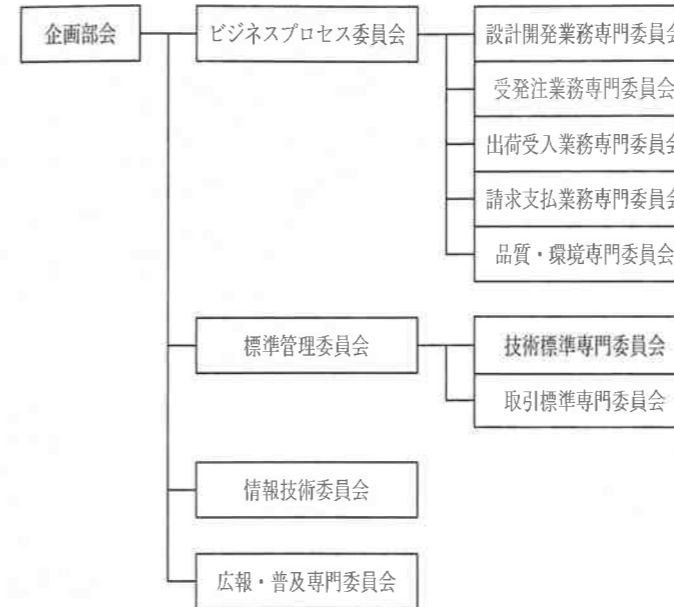 企画部会
ビジネスプロセス委員会
設計開発業務専門委員会
受発注業務専門委員会
出荷受入業務専門委員会
請求支払業務専門委員会
品質・環境専門委員会
標準管理委員会
技術標準専門委員会
取引標準専門委員会
情報技術委員会
広報・普及専門委員会